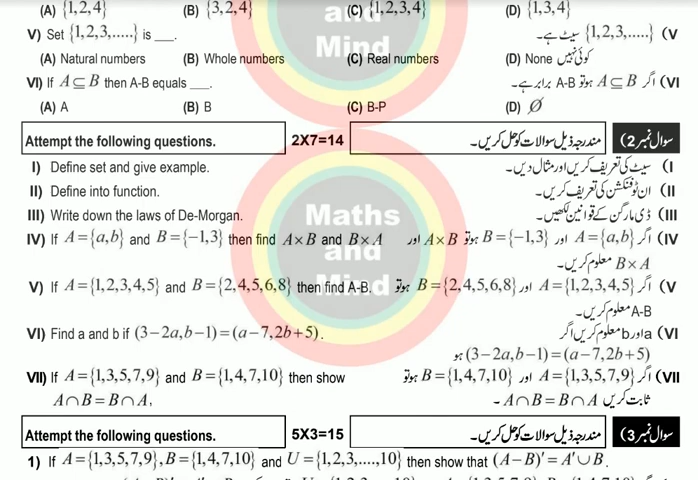 (A) {1,2,4} (B) {3,2,4} (C) {1,2,3,4} (D) {1,3,4}
V) Set {1,2,3,.....} is ___. {1,2,3,.....} سیٹ ہے۔ (V
(A) Natural numbers (B) Whole numbers (C) Real numbers (D) None کوئی نہیں
VI) If A⊆B then A-B equals ___. اگر A⊆B ہو تو A-B برابر ہے۔ (VI
(A) A (B) B (C) B-P (D) ∅
Attempt the following questions. 2X7=14 مندرجہ ذیل سوالات کو حل کریں۔ سوال نمبر 2)
I) Define set and give example. سیٹ کی تعریف کریں اور مثال دیں۔ (I
II) Define into function. ان ٹو فنکشن کی تعریف کریں۔ (II
III) Write down the laws of De-Morgan. ڈی مارگن کے قوانین لکھیں۔ (III
IV) If A={a,b} and B={−1,3} then find A×B and B×A اگر A={a,b} اور B={−1,3} ہو تو A×B اور (IV
B×A معلوم کریں۔
V) If A={1,2,3,4,5} and B={2,4,5,6,8} then find A-B. اگر A={1,2,3,4,5} اور B={2,4,5,6,8} ہو تو (V
A-B معلوم کریں۔
VI) Find a and b if (3−2a,b−1)=(a−7,2b+5). a اور b معلوم کریں اگر (VI
(3−2a,b−1)=(a−7,2b+5) ہو
VII) If A={1,3,5,7,9} and B={1,4,7,10} then show اگر A={1,3,5,7,9} اور B={1,4,7,10} ہو تو (VII
A∩B=B∩A, ثابت کریں A∩B=B∩A ۔
Attempt the following questions. 5X3=15 مندرجہ ذیل سوالات کو حل کریں۔ سوال نمبر 3)
1) If A={1,3,5,7,9},B={1,4,7,10} and U={1,2,3,....,10} then show that (A−B)′=A′∪B.
and
Mind
Maths
and
Mind